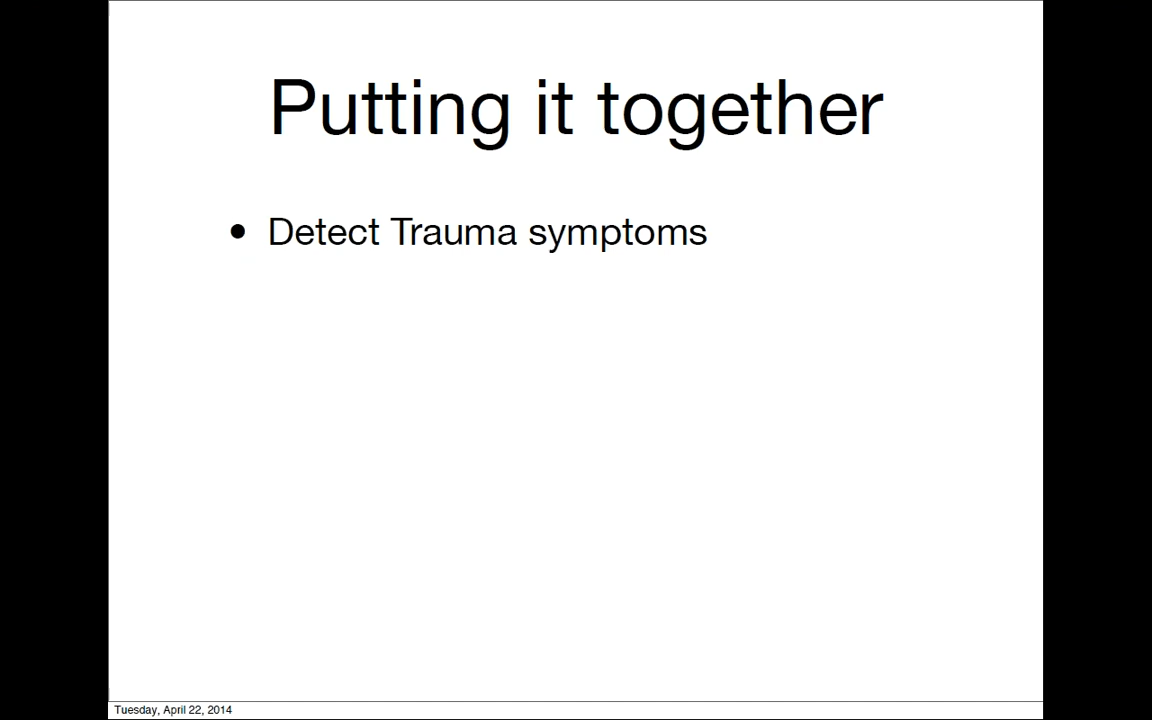 Putting it together
• Detect Trauma symptoms
Tuesday, April 22, 2014